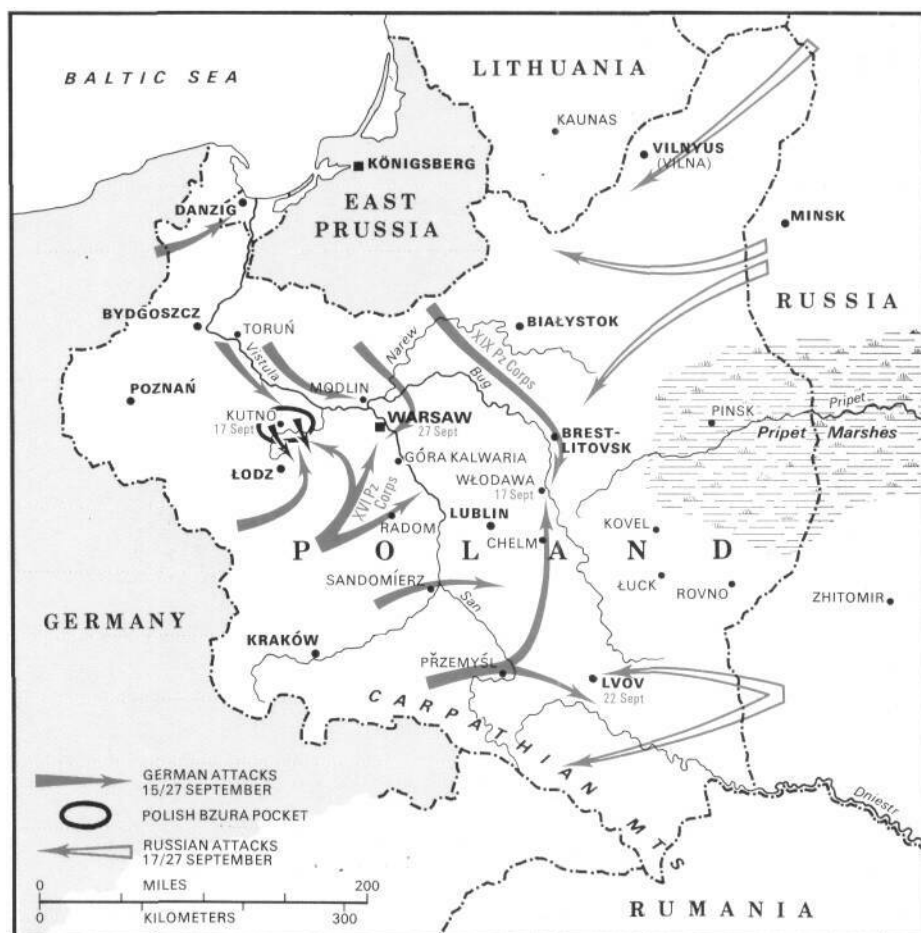 BALTIC SEA
LITHUANIA
KAUNAS
VILNYUS
(VILNA)
KÖNIGSBERG
DANZIG
EAST
PRUSSIA
MINSK
RUSSIA
BYDGOSZCZ
TORUŃ
Vistula
Narew
BIAŁYSTOK
XIX Pz Corps
Bug
POZNAŃ
MODLIN
KUTNO
17 Sept
WARSAW
27 Sept
PINSK
Pripet
Pripet Marshes
BREST-
LITOVSK
ŁODZ
GÓRA KALWARIA
WŁODAWA
17 Sept
XVI Pz
Corps
RADOM
LUBLIN
CHELM
KOVEL
POLAND
SANDOMÍERZ
San
ŁUCK
ROVNO
ZHITOMIR
GERMANY
KRAKÓW
PŘZEMYŚL
LVOV
22 Sept
CARPATHIAN MTS
Dniestr
GERMAN ATTACKS
15/27 SEPTEMBER
POLISH BZURA POCKET
RUSSIAN ATTACKS
17/27 SEPTEMBER
0 MILES 200
KILOMETERS 300
RUMANIA